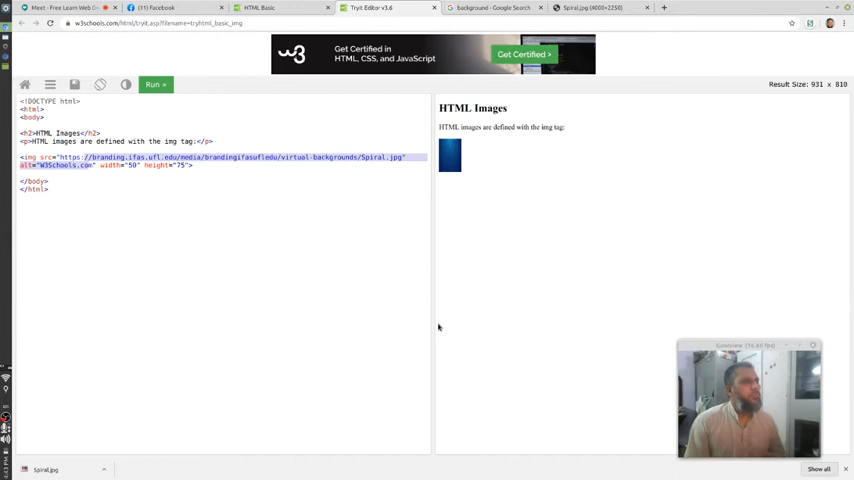 Meet - Free Learn Web De
(11) Facebook
HTML Basic
Tryit Editor v3.6
background - Google Search
Spiral.jpg (4000×2250)
w3schools.com/html/tryit.asp?filename=tryhtml_basic_img
Get Certified in
HTML, CSS, and JavaScript
Get Certified >
Run »
Result Size: 931 x 810
<!DOCTYPE html>
<html>
<body>
<h2>HTML Images</h2>
<p>HTML images are defined with the img tag:</p>
<img src="https://branding.ifas.ufl.edu/media/brandingifasufledu/virtual-backgrounds/Spiral.jpg"
alt="W3Schools.com" width="50" height="75">
</body>
</html>
HTML Images
HTML images are defined with the img tag:
(16.60 fps)
Spiral.jpg
Show all